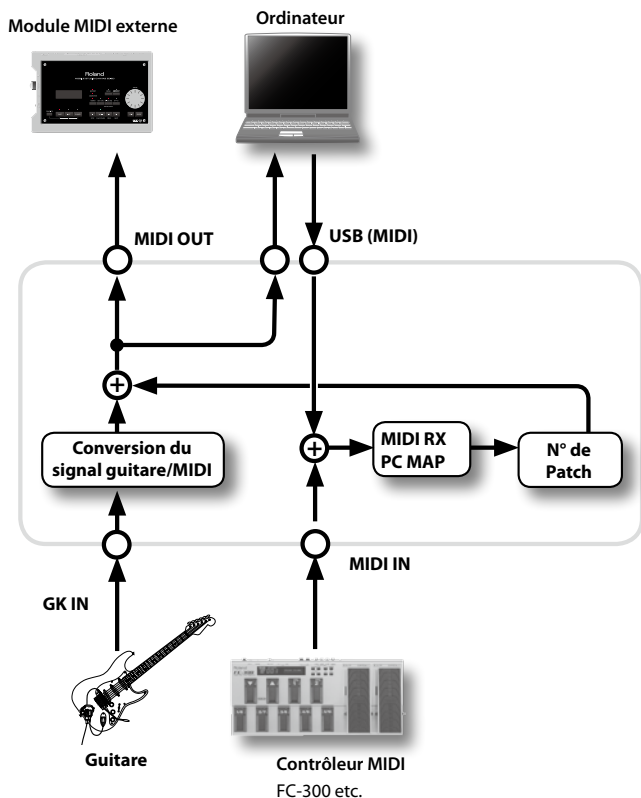 Ordinateur
Module MIDI externe
Roland
MIDI OUT
USB (MIDI)
Conversion du
signal guitare/MIDI
MIDI RX
PC MAP
N° de
Patch
MIDI IN
GK IN
Guitare
Contrôleur MIDI
FC-300 etc.